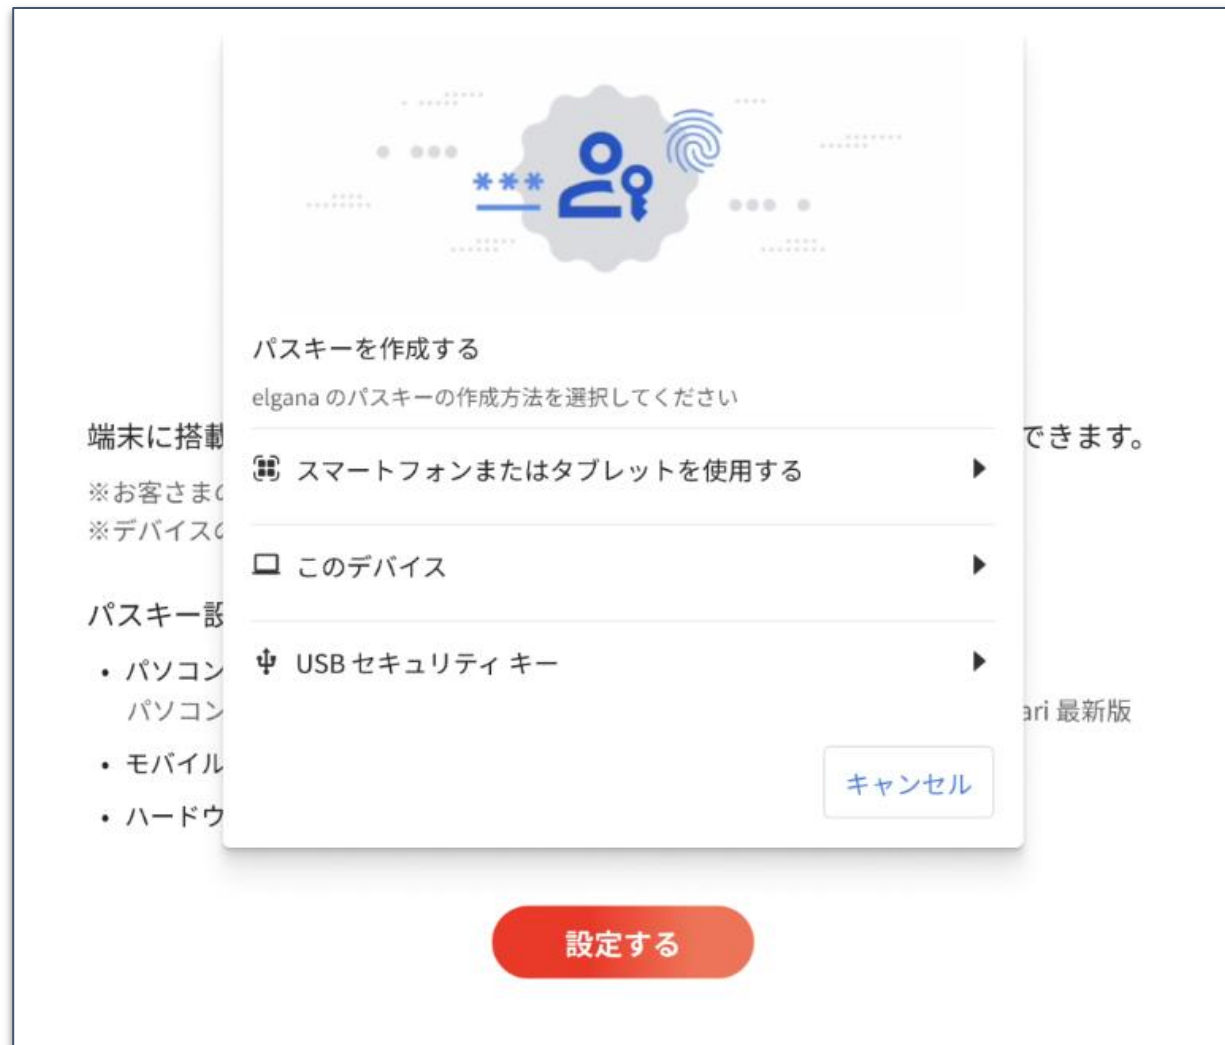 ***
パスキーを作成する
elgana のパスキーの作成方法を選択してください
端末に搭載
できます。
スマートフォンまたはタブレットを使用する
※お客さまの
※デバイスの
このデバイス
パスキー設
・パソコン
USB セキュリティ キー
パソコン
ari 最新版
・モバイル
キャンセル
・ハードウ
設定する